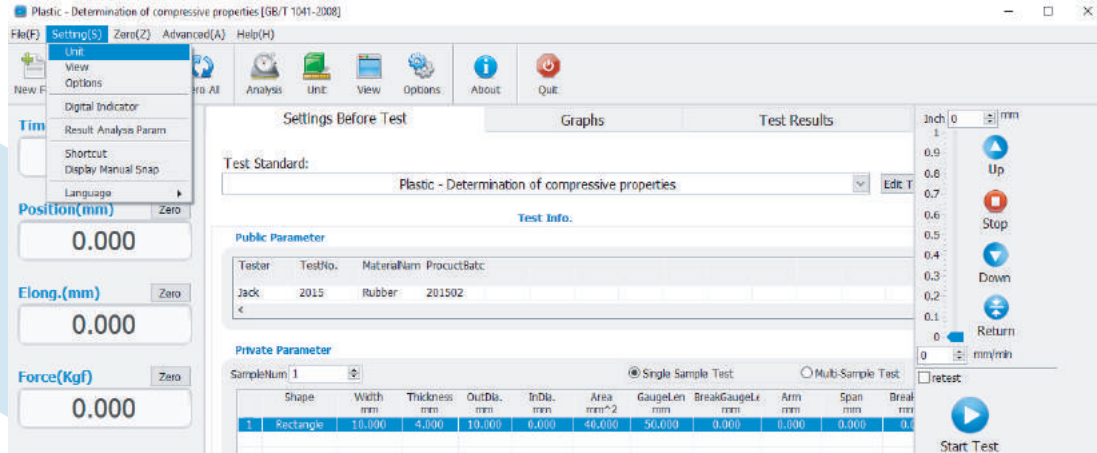 Plastic - Determination of compressive properties [GB/T 1041-2008]
File(F) Setting(S) Zero(Z) Advanced(A) Help(H)
Unit
View
Options
Digital Indicator
Result Analysis Param
Shortcut
Display Manual Snap
Language
New F
ro All
Analysis Unit View Options About Quit
Tim
Position(mm) Zero
0.000
Elong.(mm) Zero
0.000
Force(Kgf) Zero
0.000
Settings Before Test Graphs Test Results
Test Standard:
Plastic - Determination of compressive properties Edit T
Test Info.
Public Parameter
Tester TestNo. MaterialNam ProcuctBatc
Jack 2015 Rubber 201502
<
Private Parameter
SampleNum 1 Single Sample Test Multi-Sample Test
Shape Width Thickness OutDia. InDia. Area GaugeLen BreakGaugeLe Arm Span Break
mm mm mm mm mm^2 mm mm mm mm mm
1 Rectangle 10.000 4.000 10.000 0.000 40.000 50.000 0.000 0.000 0.000 0.0
Inch 0 mm
1
0.9
0.8
0.7
0.6
0.5
0.4
0.3
0.2
0.1
0
Up
Stop
Down
Return
0 mm/min
retest
Start Test